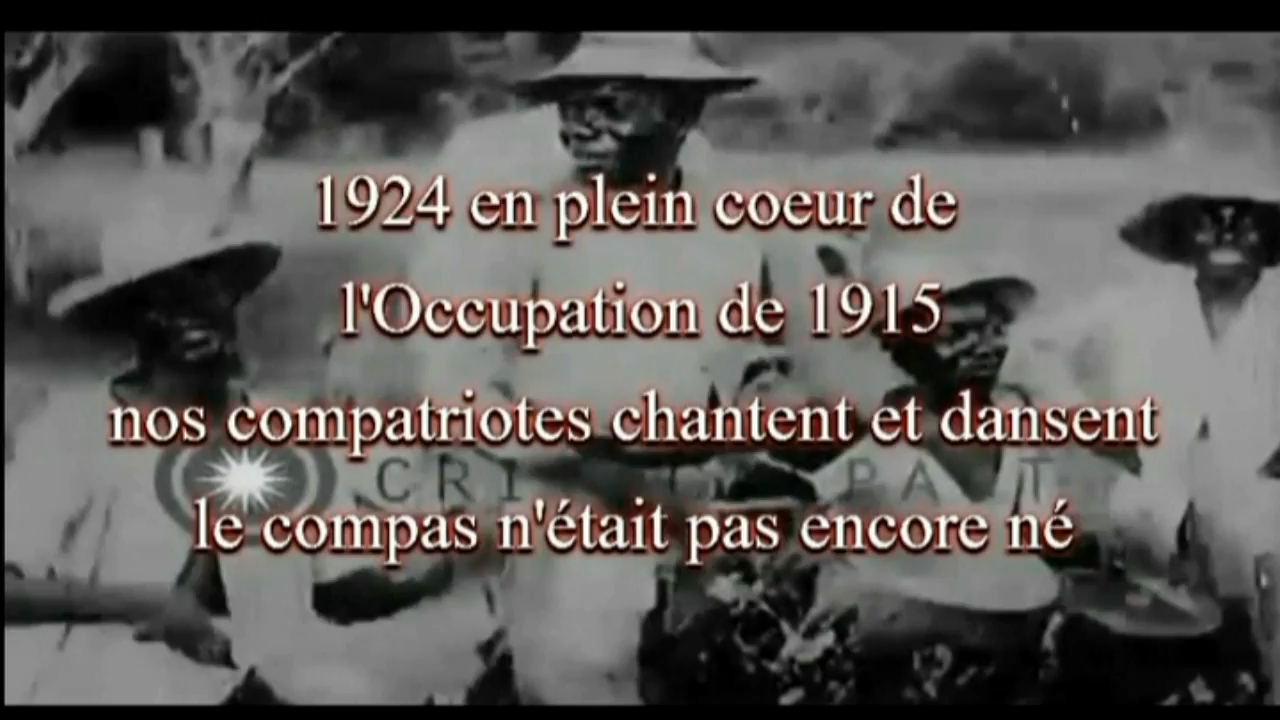 1924 en plein coeur de
l'Occupation de 1915
nos compatriotes chantent et dansent
le compas n'était pas encore né